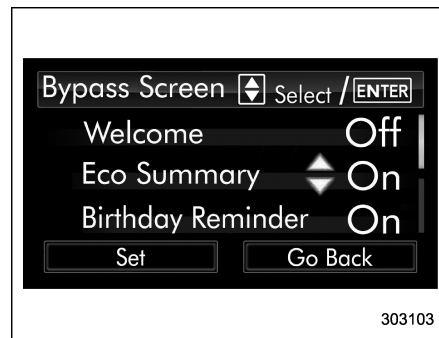 Bypass Screen Select / ENTER
Welcome Off
Eco Summary On
Birthday Reminder On
Set Go Back
303103